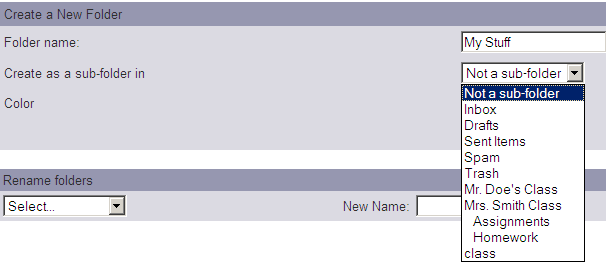 Create a New Folder
Folder name: My Stuff
Create as a sub-folder in Not a sub-folder
Color
Not a sub-folder
Inbox
Drafts
Sent Items
Spam
Trash
Mr. Doe's Class
Mrs. Smith Class
Assignments
Homework
class
Rename folders
Select... New Name: